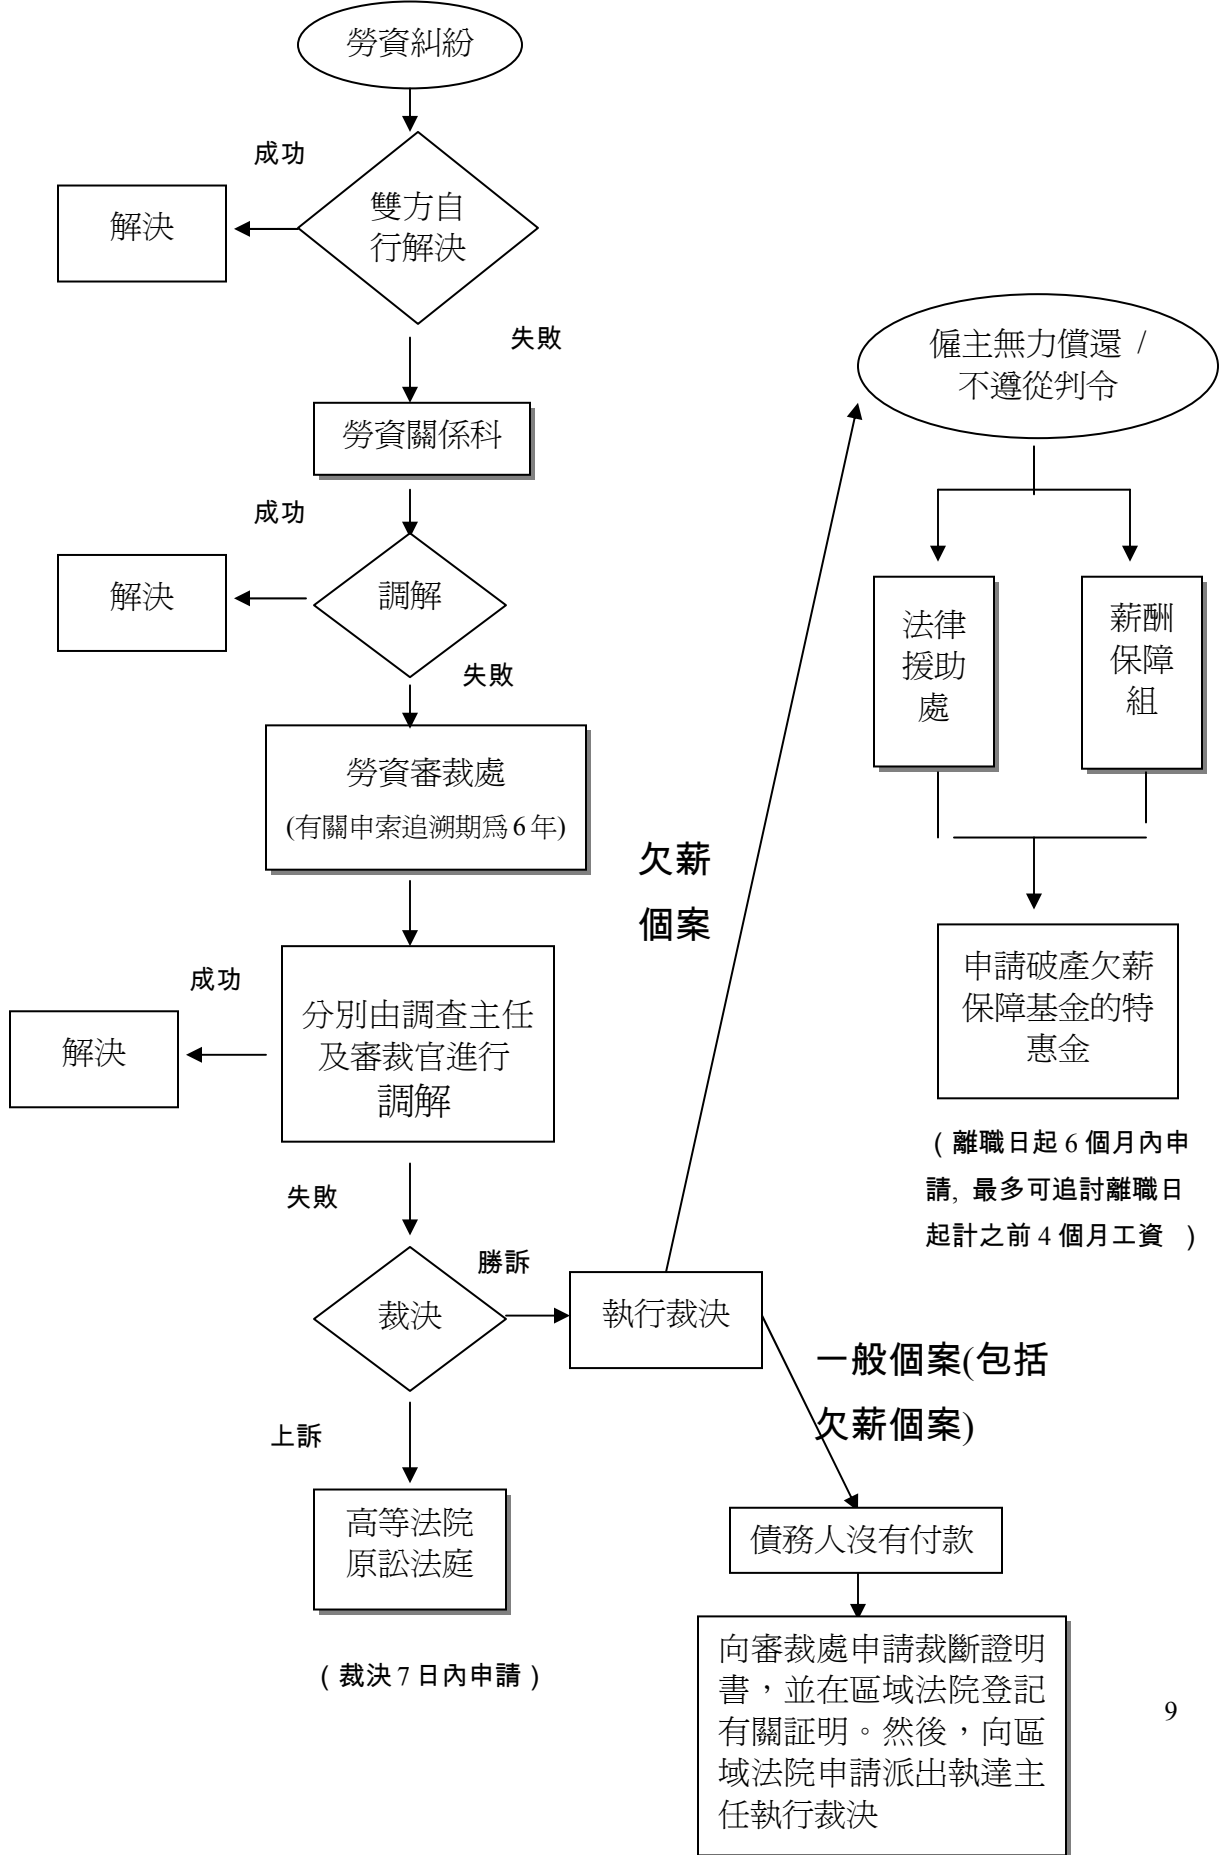 勞資糾紛
成功
雙方自
行解決
解決
失敗
勞資關係科
成功
調解
解決
失敗
勞資審裁處
(有關申索追溯期爲 6 年)
成功
分別由調查主任
及審裁官進行
調解
解決
失敗
裁決
勝訴
執行裁決
上訴
高等法院
原訟法庭
（裁決 7 日內申請）
欠薪
個案
僱主無力償還 /
不遵從判令
法律
援助
處
薪酬
保障
組
申請破產欠薪
保障基金的特
惠金
（離職日起 6 個月內申
請, 最多可追討離職日
起計之前 4 個月工資 ）
一般個案(包括
欠薪個案)
債務人沒有付款
向審裁處申請裁斷證明
書，並在區域法院登記
有關証明。然後，向區
域法院申請派出執達主
任執行裁決
9